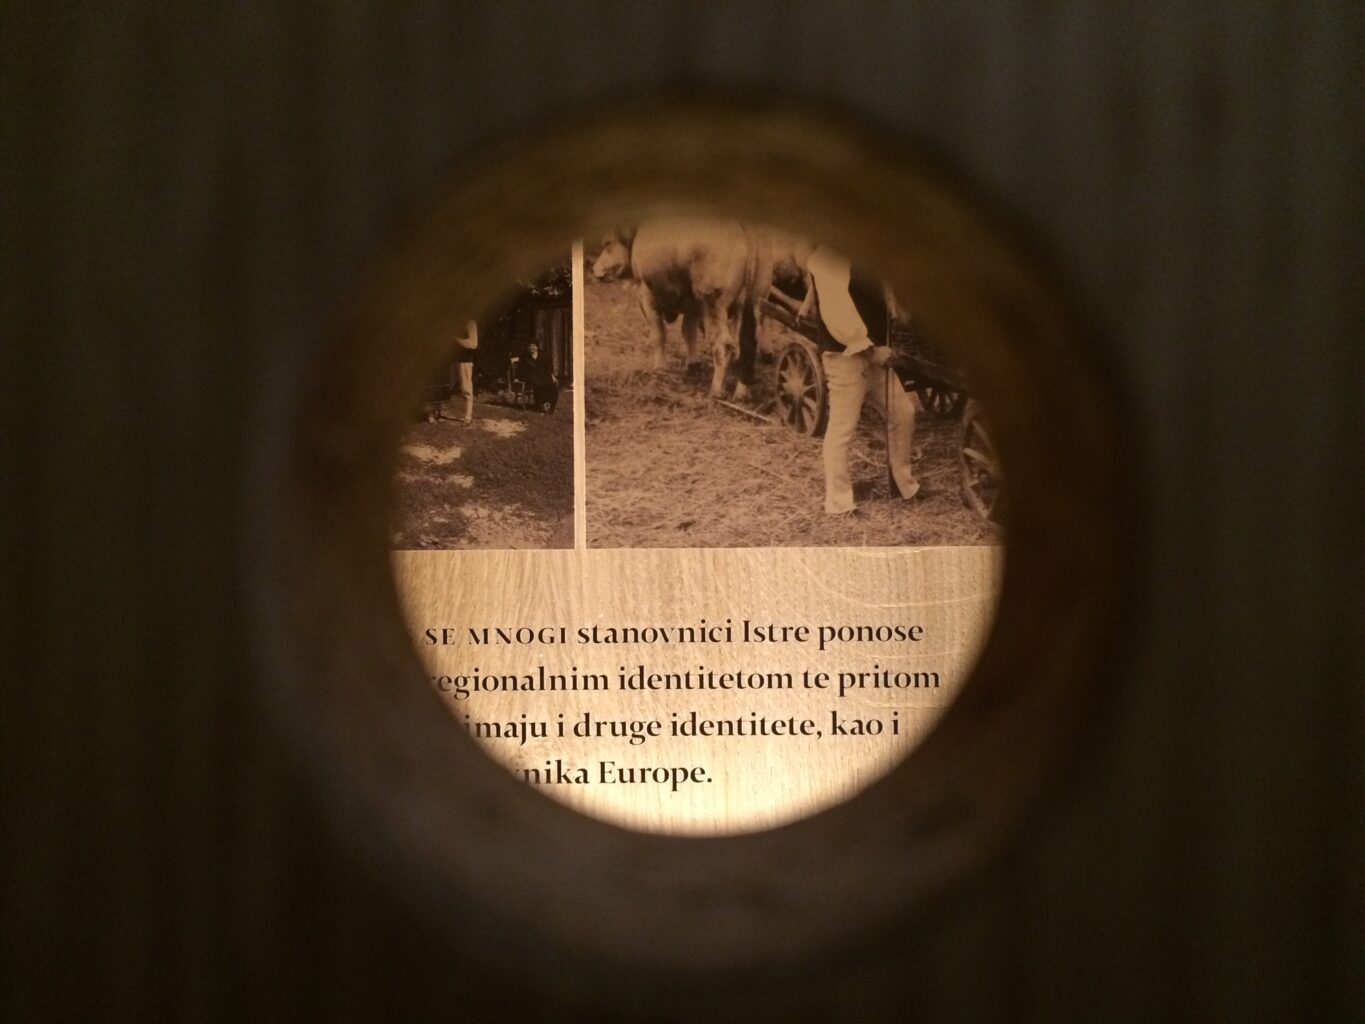 SE MNOGI stanovnici Istre ponose
regionalnim identitetom te pritom
imaju i druge identitete, kao i
Europe.